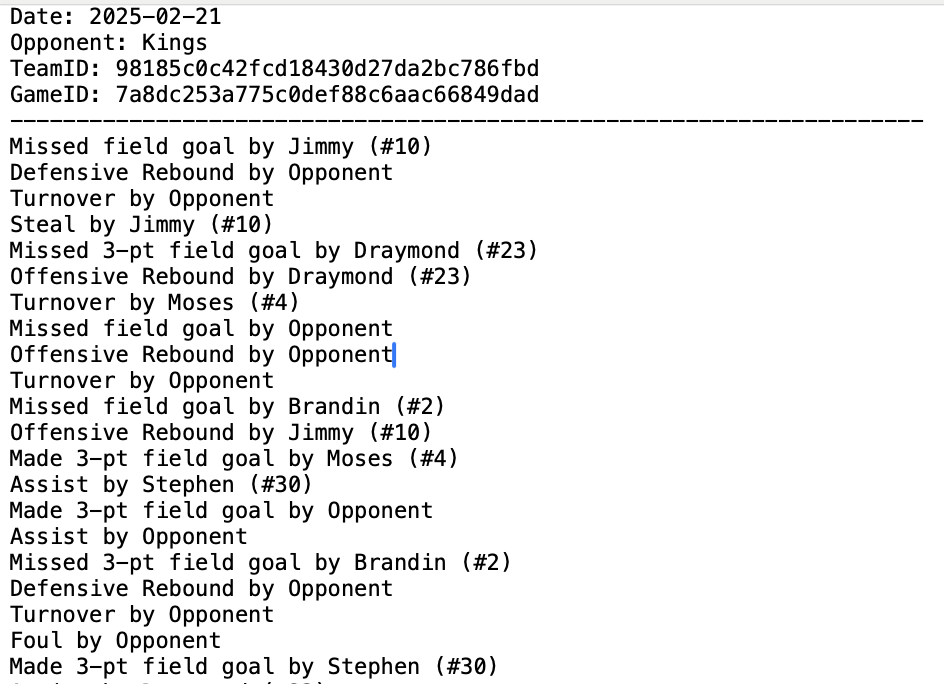 Date: 2025-02-21
Opponent: Kings
TeamID: 98185c0c42fcd18430d27da2bc786fbd
GameID: 7a8dc253a775c0def88c6aac66849dad
---------------------------------------------------------------------
Missed field goal by Jimmy (#10)
Defensive Rebound by Opponent
Turnover by Opponent
Steal by Jimmy (#10)
Missed 3-pt field goal by Draymond (#23)
Offensive Rebound by Draymond (#23)
Turnover by Moses (#4)
Missed field goal by Opponent
Offensive Rebound by Opponent
Turnover by Opponent
Missed field goal by Brandin (#2)
Offensive Rebound by Jimmy (#10)
Made 3-pt field goal by Moses (#4)
Assist by Stephen (#30)
Made 3-pt field goal by Opponent
Assist by Opponent
Missed 3-pt field goal by Brandin (#2)
Defensive Rebound by Opponent
Turnover by Opponent
Foul by Opponent
Made 3-pt field goal by Stephen (#30)